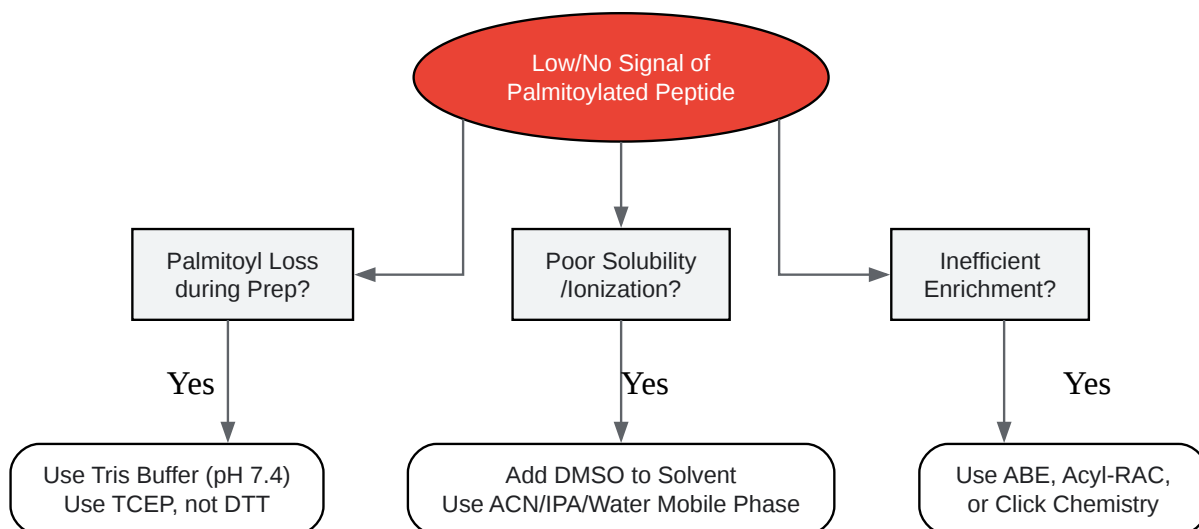 Low/No Signal of
Palmitoylated Peptide
Palmitoyl Loss
during Prep?
Poor Solubility
/Ionization?
Inefficient
Enrichment?
Yes
Yes
Yes
Use Tris Buffer (pH 7.4)
Use TCEP, not DTT
Add DMSO to Solvent
Use ACN/IPA/Water Mobile Phase
Use ABE, Acyl-RAC,
or Click Chemistry